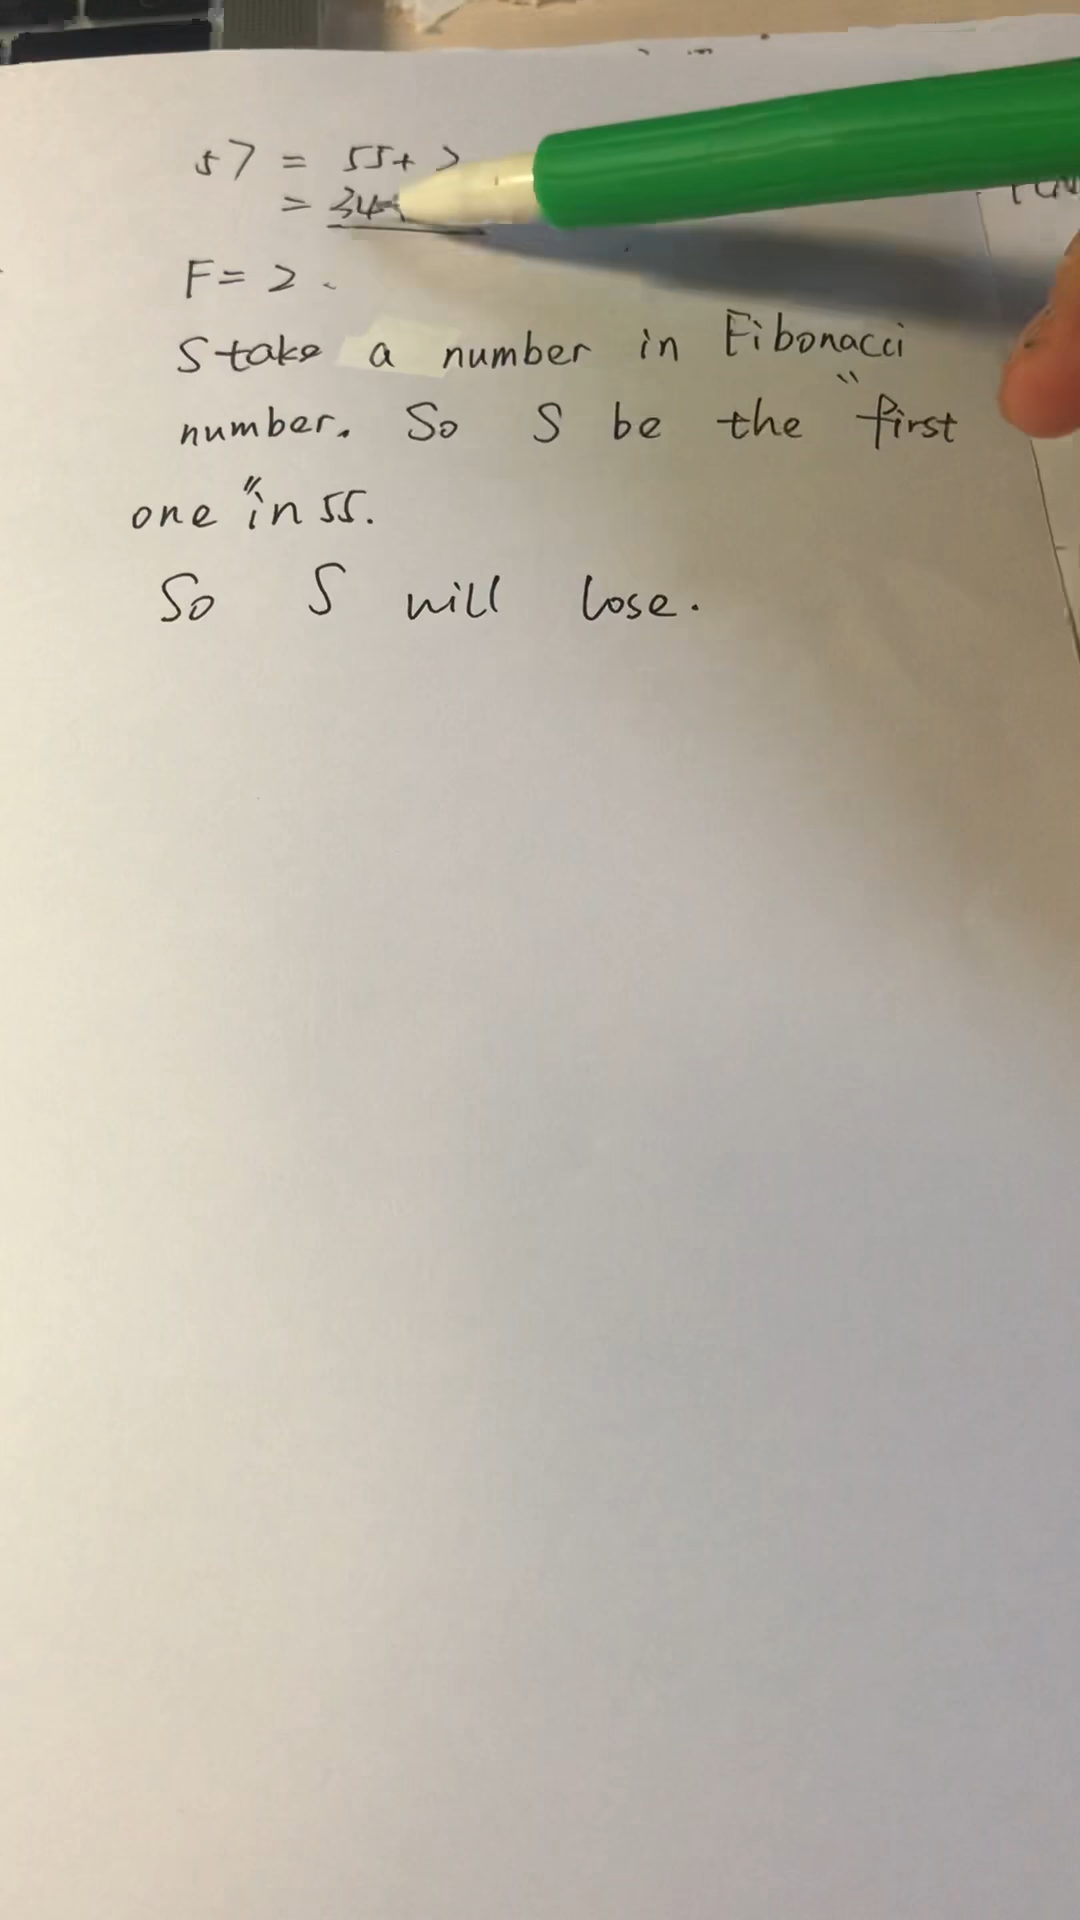 57 = 55+ 2
= 34+
F= 2.
S take a number in Fibonacci
number. So S be the "first
one" in 55.
So S will lose.